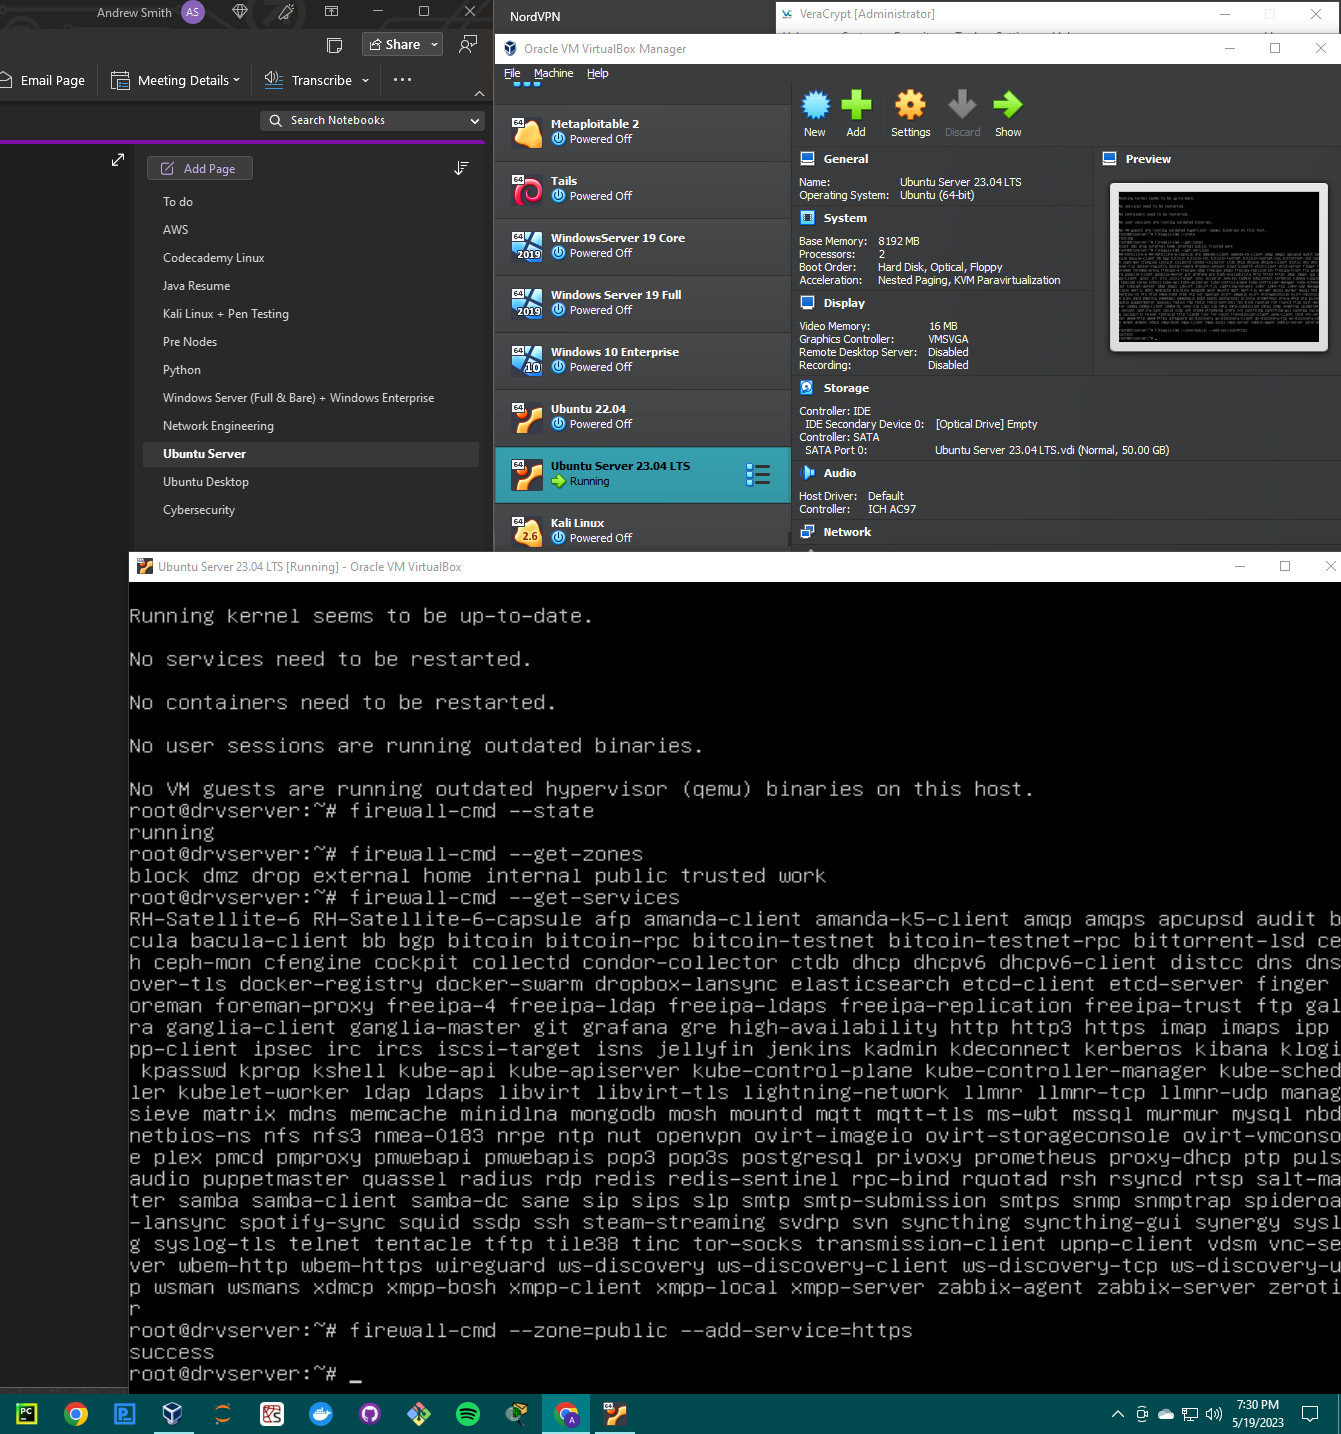 Andrew Smith AS
Share
Email Page Meeting Details Transcribe
Search Notebooks
Add Page
To do
AWS
Codecademy Linux
Java Resume
Kali Linux + Pen Testing
Pre Nodes
Python
Windows Server (Full & Bare) + Windows Enterprise
Network Engineering
Ubuntu Server
Ubuntu Desktop
Cybersecurity
NordVPN
VeraCrypt [Administrator]
Oracle VM VirtualBox Manager
File Machine Help
64
Metaploitable 2
Powered Off
64
Tails
Powered Off
64
2019
WindowsServer 19 Core
Powered Off
64
2019
Windows Server 19 Full
Powered Off
64
10
Windows 10 Enterprise
Powered Off
64
Ubuntu 22.04
Powered Off
64
Ubuntu Server 23.04 LTS
Running
64
2.6
Kali Linux
Powered Off
New Add Settings Discard Show
General
Name: Ubuntu Server 23.04 LTS
Operating System: Ubuntu (64-bit)
System
Base Memory: 8192 MB
Processors: 2
Boot Order: Hard Disk, Optical, Floppy
Acceleration: Nested Paging, KVM Paravirtualization
Display
Video Memory: 16 MB
Graphics Controller: VMSVGA
Remote Desktop Server: Disabled
Recording: Disabled
Storage
Controller: IDE
IDE Secondary Device 0: [Optical Drive] Empty
Controller: SATA
SATA Port 0: Ubuntu Server 23.04 LTS.vdi (Normal, 50.00 GB)
Audio
Host Driver: Default
Controller: ICH AC97
Network
Preview
Ubuntu Server 23.04 LTS [Running] - Oracle VM VirtualBox
Running kernel seems to be up-to-date.
No services need to be restarted.
No containers need to be restarted.
No user sessions are running outdated binaries.
No VM guests are running outdated hypervisor (qemu) binaries on this host.
root@drvserver:~# firewall-cmd --state
running
root@drvserver:~# firewall-cmd --get-zones
block dmz drop external home internal public trusted work
root@drvserver:~# firewall-cmd --get-services
RH-Satellite-6 RH-Satellite-6-capsule afp amanda-client amanda-k5-client amqp amqps apcupsd audit b
cula bacula-client bb bgp bitcoin bitcoin-rpc bitcoin-testnet bitcoin-testnet-rpc bittorrent-lsd ce
h ceph-mon cfengine cockpit collectd condor-collector ctdb dhcp dhcpv6 dhcpv6-client distcc dns dns
over-tls docker-registry docker-swarm dropbox-lansync elasticsearch etcd-client etcd-server finger
oreman foreman-proxy freeipa-4 freeipa-ldap freeipa-ldaps freeipa-replication freeipa-trust ftp gal
ra ganglia-client ganglia-master git grafana gre high-availability http http3 https imap imaps ipp
pp-client ipsec irc ircs iscsi-target isns jellyfin jenkins kadmin kdeconnect kerberos kibana klogi
kpasswd kprop kshell kube-api kube-apiserver kube-control-plane kube-controller-manager kube-sched
ler kubelet-worker ldap ldaps libvirt libvirt-tls lightning-network llmnr llmnr-tcp llmnr-udp manag
sieve matrix mdns memcache minidlna mongodb mosh mountd mqtt mqtt-tls ms-wbt mssql murmur mysql nbd
netbios-ns nfs nfs3 nmea-0183 nrpe ntp nut openvpn ovirt-imageio ovirt-storageconsole ovirt-vmconso
e plex pmcd pmproxy pmwebapi pmwebapis pop3 pop3s postgresql privoxy prometheus proxy-dhcp ptp puls
audio puppetmaster quassel radius rdp redis redis-sentinel rpc-bind rquotad rsh rsyncd rtsp salt-ma
ter samba samba-client samba-dc sane sip sips slp smtp smtp-submission smtps snmp snmptrap spideroa
-lansync spotify-sync squid ssdp ssh steam-streaming svdrp svn syncthing syncthing-gui synergy sysl
g syslog-tls telnet tentacle tftp tile38 tinc tor-socks transmission-client upnp-client vdsm vnc-se
ver wbem-http wbem-https wireguard ws-discovery ws-discovery-client ws-discovery-tcp ws-discovery-u
p wsman wsmans xdmcp xmpp-bosh xmpp-client xmpp-local xmpp-server zabbix-agent zabbix-server zeroti
r
root@drvserver:~# firewall-cmd --zone=public --add-service=https
success
root@drvserver:~# _
7:30 PM
5/19/2023